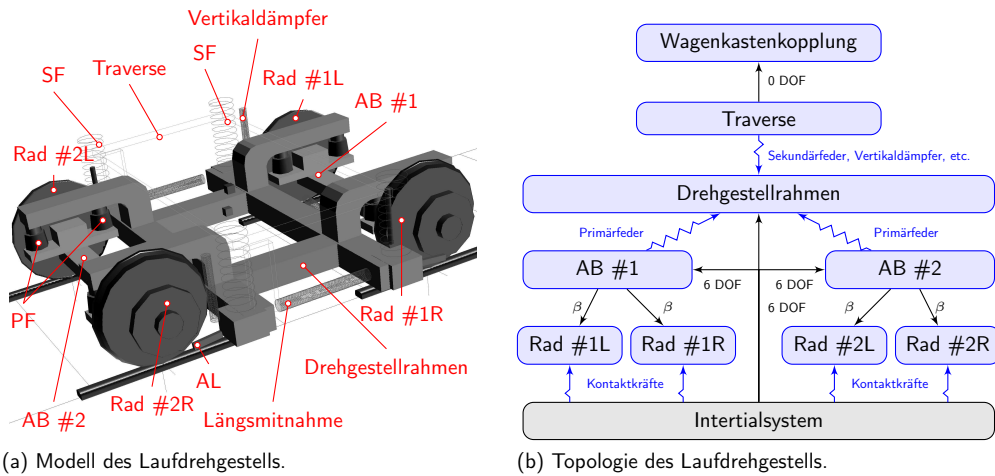 Vertikaldämpfer
SF
Rad #1L
Traverse
SF
AB #1
Rad #2L
PF
Rad #1R
AL
Drehgestellrahmen
Rad #2R
AB #2
Längsmitnahme
(a) Modell des Laufdrehgestells.
Wagenkastenkopplung
0 DOF
Traverse
Sekundärfeder, Vertikaldämpfer, etc.
Drehgestellrahmen
Primärfeder
Primärfeder
AB #1
AB #2
6 DOF
6 DOF
6 DOF
β
β
β
β
Rad #1L
Rad #1R
Rad #2L
Rad #2R
Kontaktkräfte
Kontaktkräfte
Intertialsystem
(b) Topologie des Laufdrehgestells.